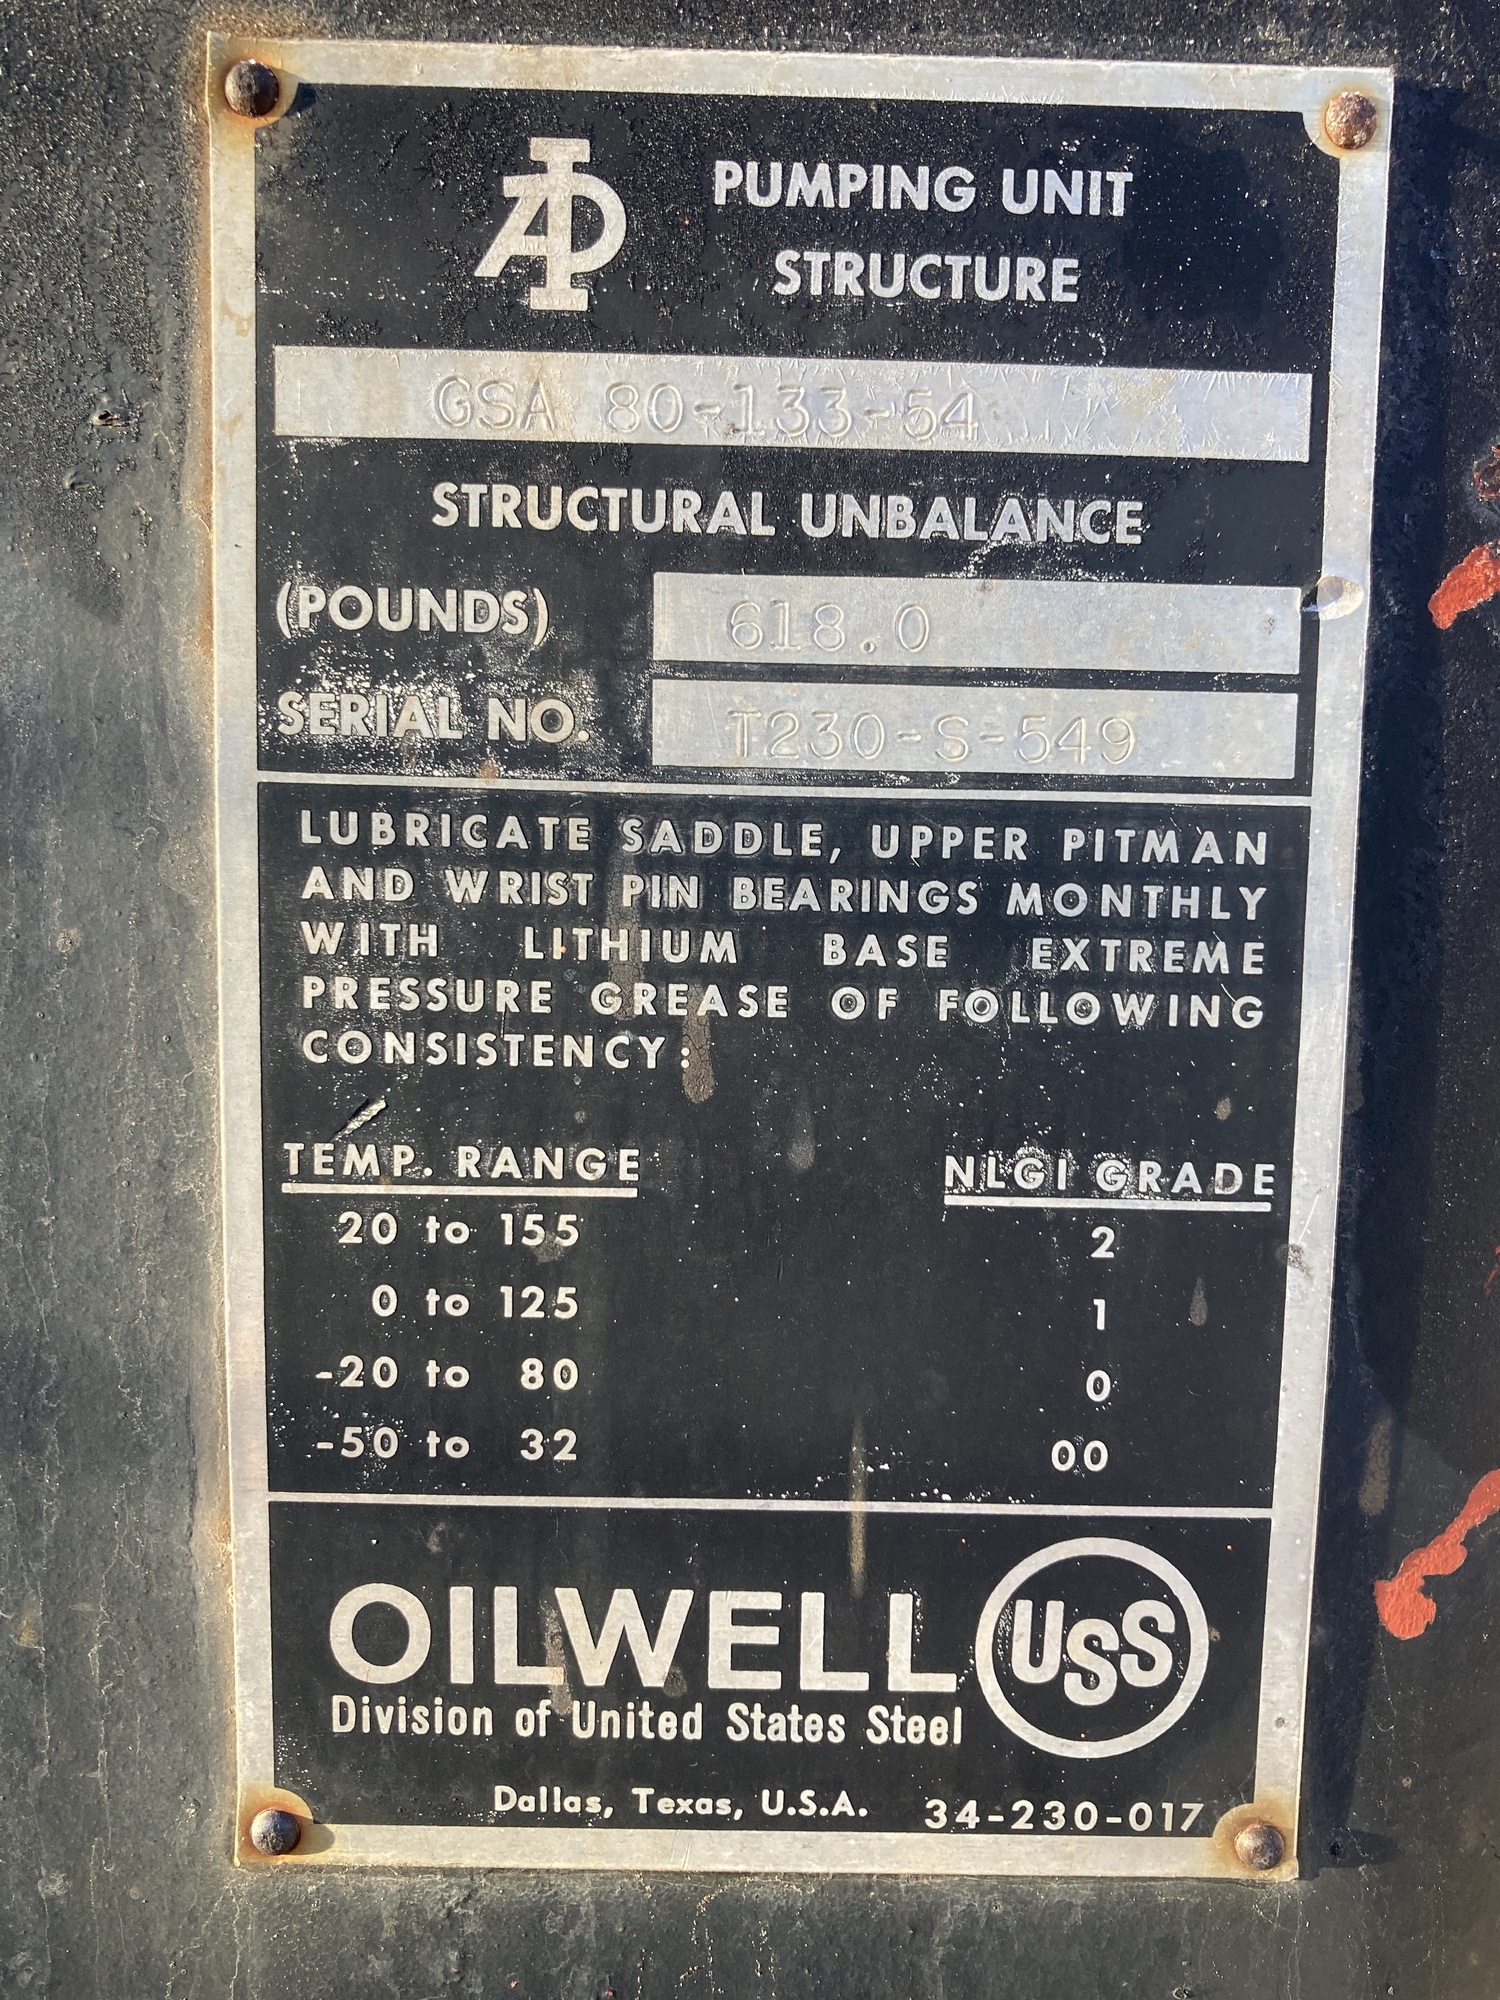 API
PUMPING UNIT
STRUCTURE
GSA 80-133-54
STRUCTURAL UNBALANCE
(POUNDS) 618.0
SERIAL NO. T230-S-549
LUBRICATE SADDLE, UPPER PITMAN
AND WRIST PIN BEARINGS MONTHLY
WITH LITHIUM BASE EXTREME
PRESSURE GREASE OF FOLLOWING
CONSISTENCY:
TEMP. RANGE NLGI GRADE
20 to 155 2
0 to 125 1
-20 to 80 0
-50 to 32 00
OILWELL USS
Division of United States Steel
Dallas, Texas, U.S.A. 34-230-017